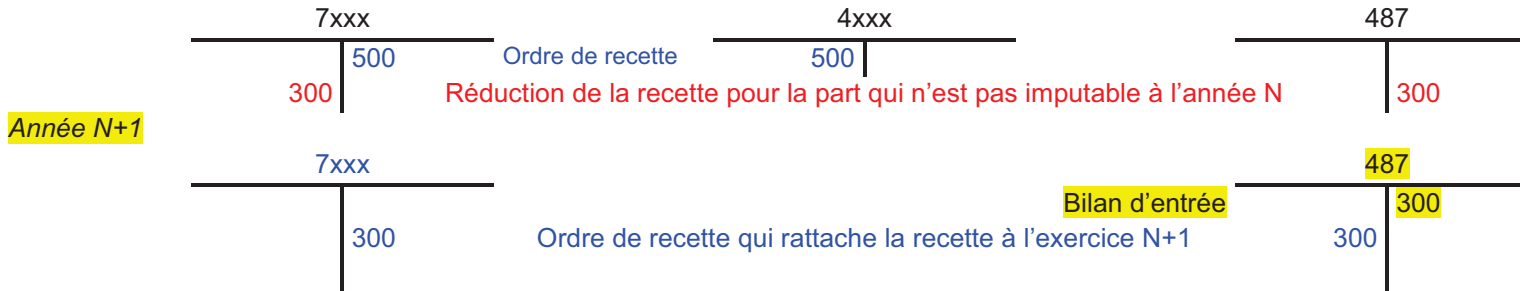 7xxx 4xxx 487
500 Ordre de recette 500
300 Réduction de la recette pour la part qui n’est pas imputable à l’année N 300
Année N+1
7xxx 487
Bilan d’entrée 300
300 Ordre de recette qui rattache la recette à l’exercice N+1 300